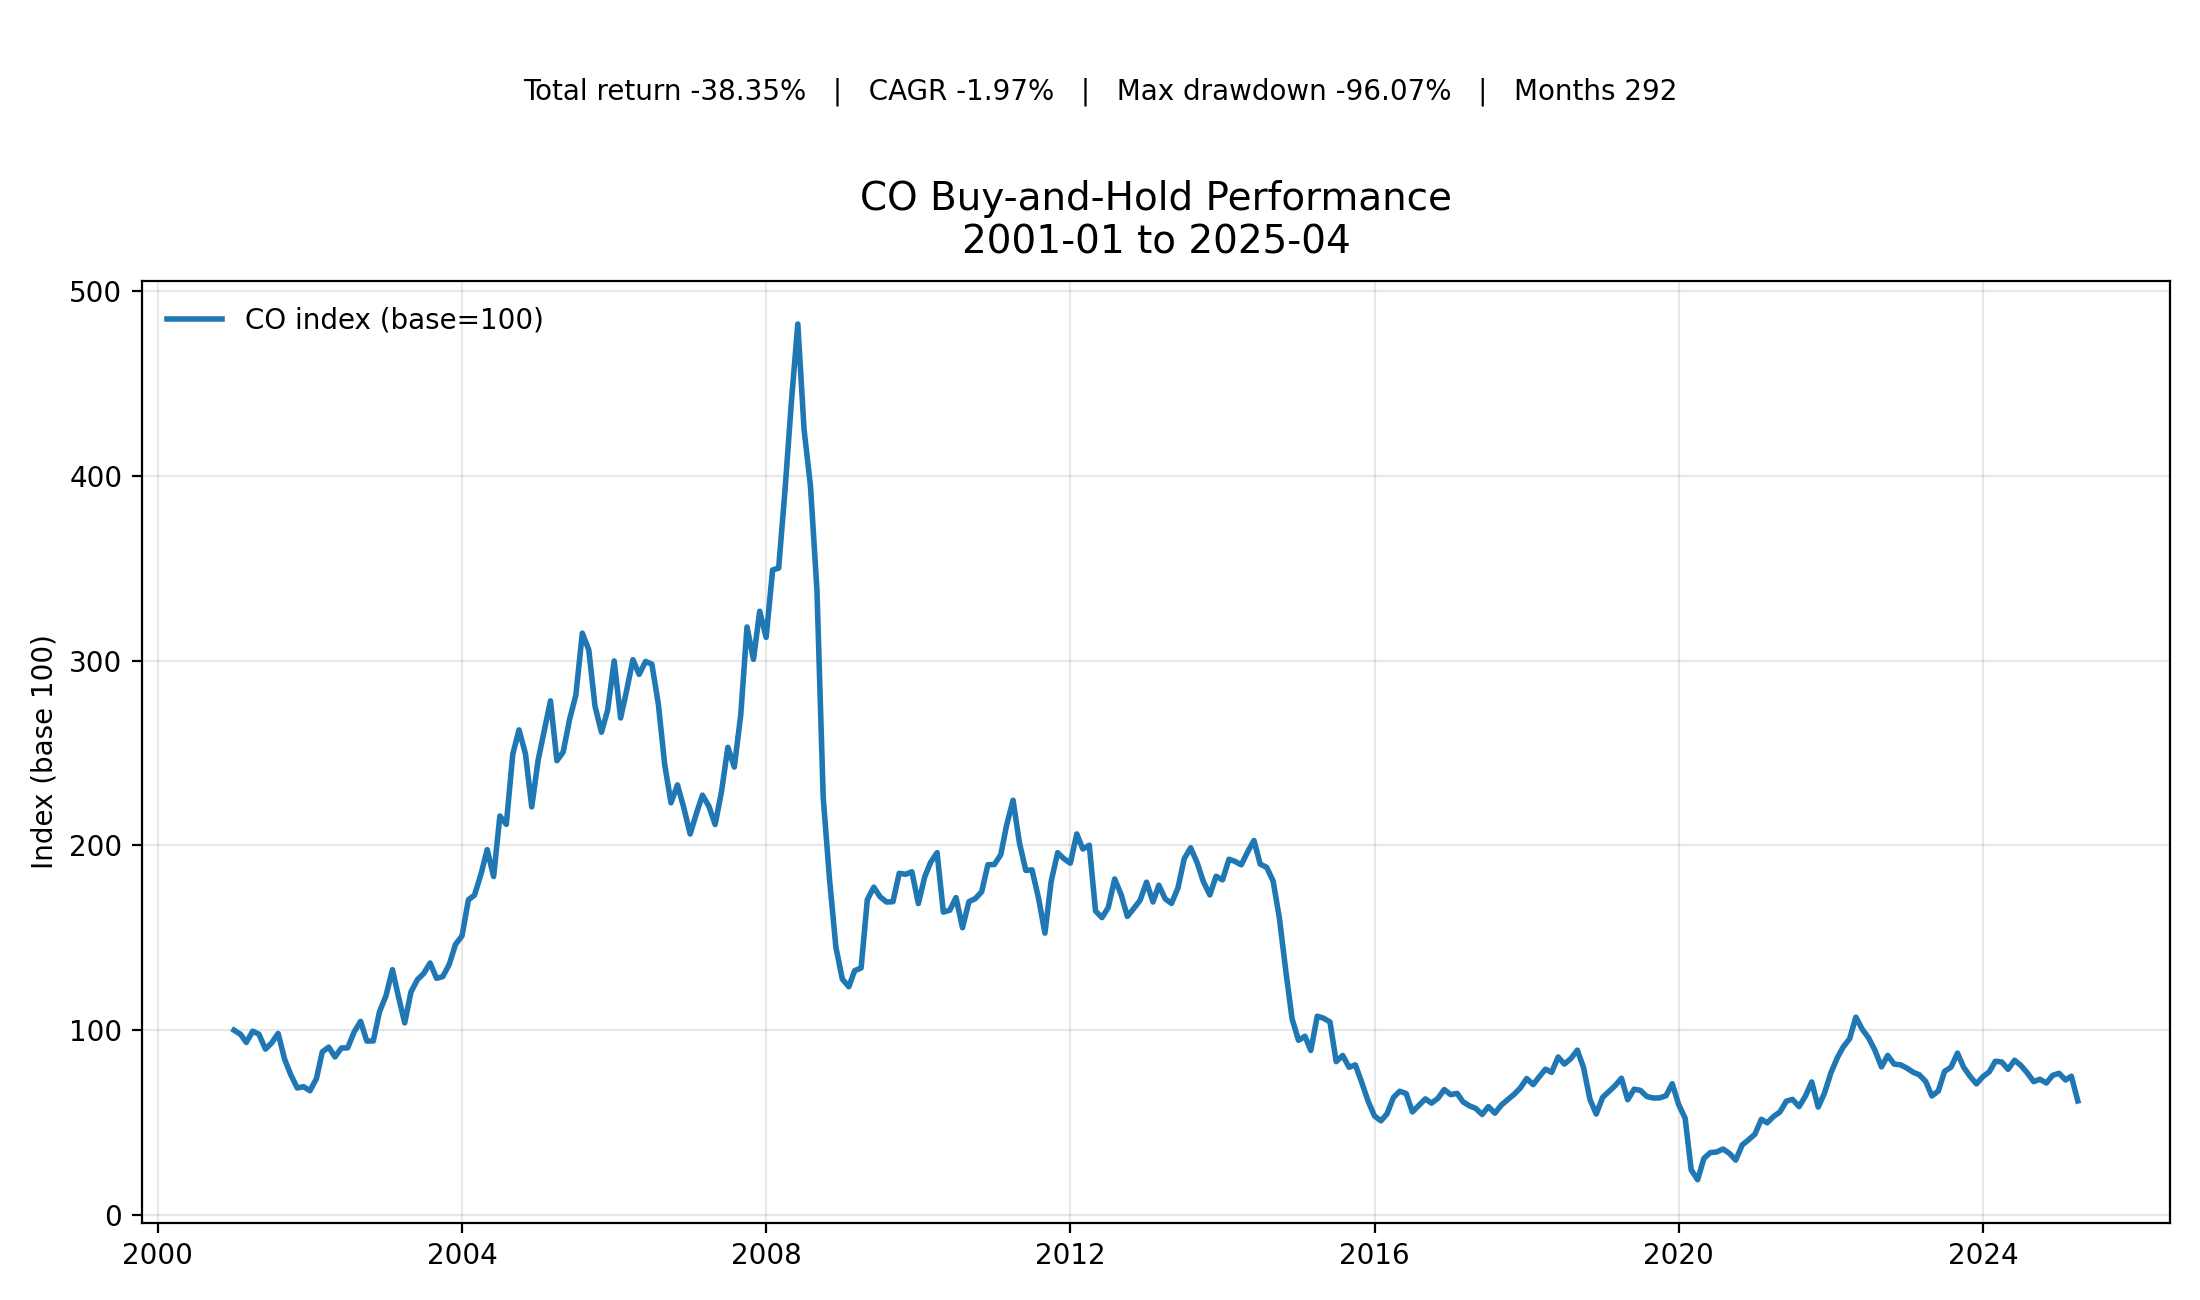 Total return -38.35%   |   CAGR -1.97%   |   Max drawdown -96.07%   |   Months 292
CO Buy-and-Hold Performance
2001-01 to 2025-04
CO index (base=100)
Index (base 100)
500
400
300
200
100
0
2000
2004
2008
2012
2016
2020
2024